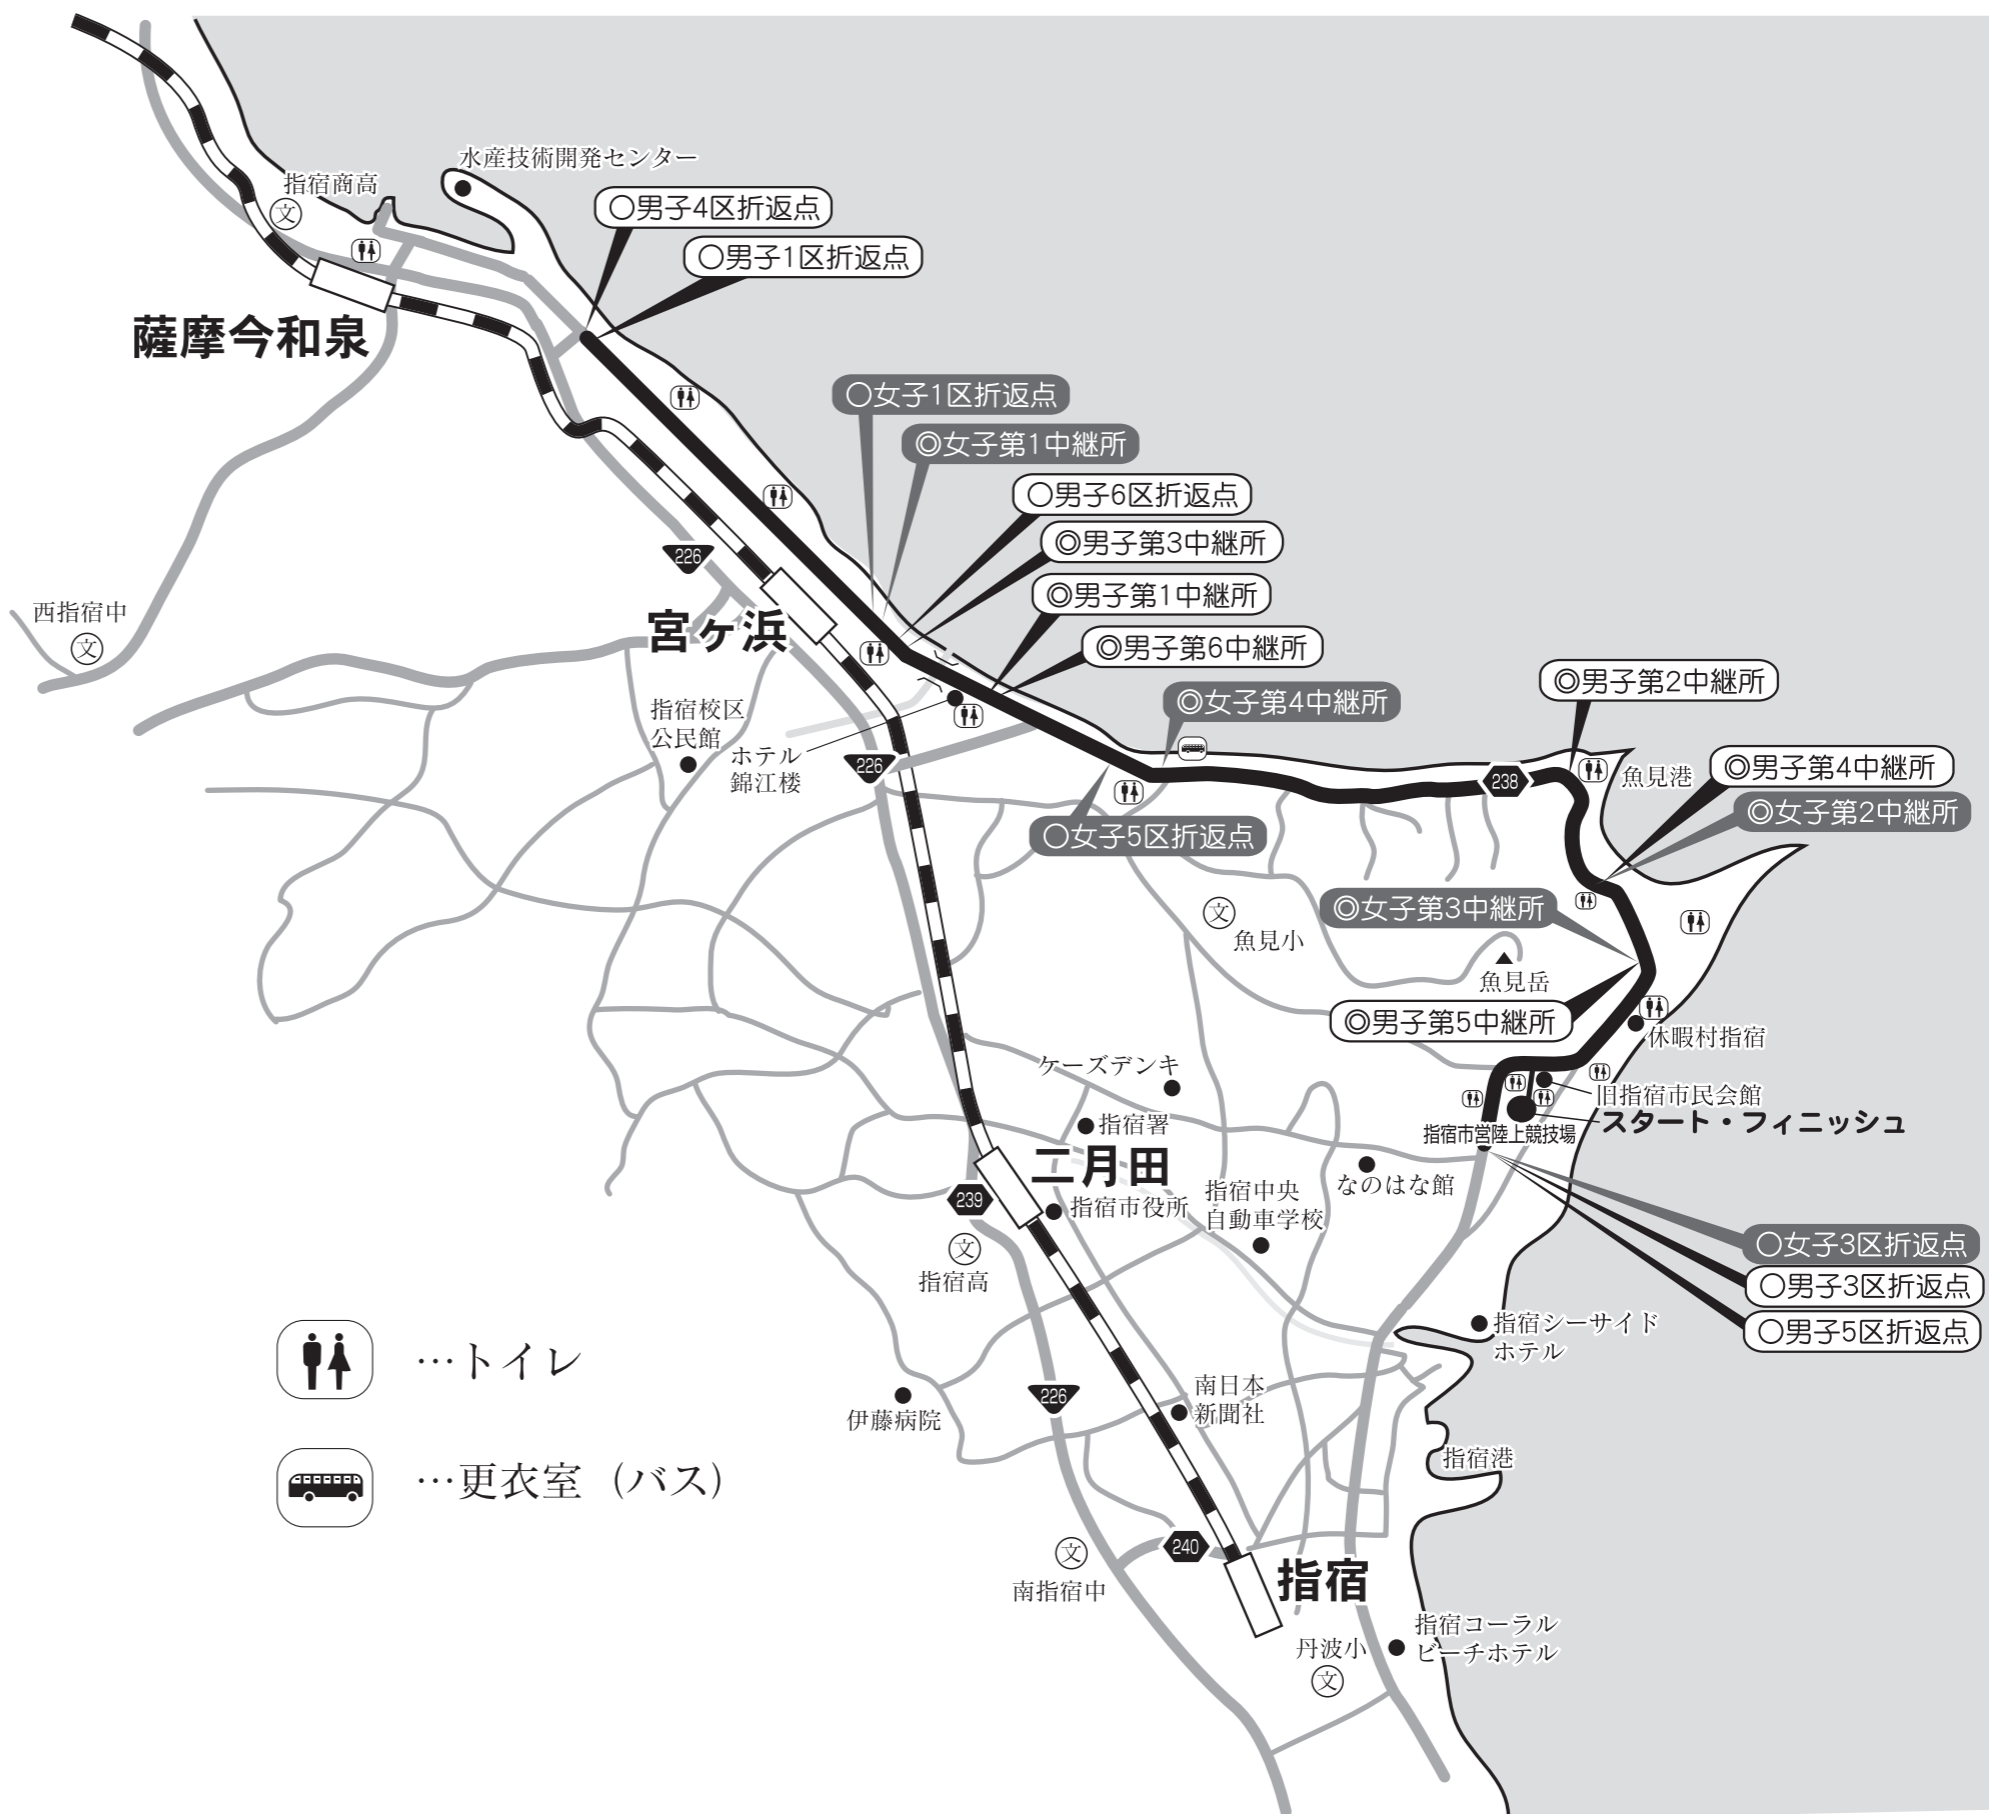 水産技術開発センター
指宿商高
文
○男子4区折返点
○男子1区折返点
薩摩今和泉
○女子1区折返点
◎女子第1中継所
○男子6区折返点
◎男子第3中継所
226
◎男子第1中継所
西指宿中
文
宮ヶ浜
◎男子第6中継所
◎男子第2中継所
◎女子第4中継所
指宿校区
公民館
ホテル
錦江楼
226
238
魚見港
◎男子第4中継所
◎女子第2中継所
○女子5区折返点
◎女子第3中継所
文
魚見小
魚見岳
◎男子第5中継所
休暇村指宿
ケーズデンキ
旧指宿市民会館
スタート・フィニッシュ
指宿市営陸上競技場
指宿署
二月田
なのはな館
239
指宿市役所
指宿中央
自動車学校
文
指宿高
○女子3区折返点
○男子3区折返点
○男子5区折返点
指宿シーサイド
ホテル
…トイレ
226
南日本
新聞社
伊藤病院
指宿港
…更衣室（バス）
240
文
南指宿中
指宿
指宿コーラル
ビーチホテル
丹波小
文